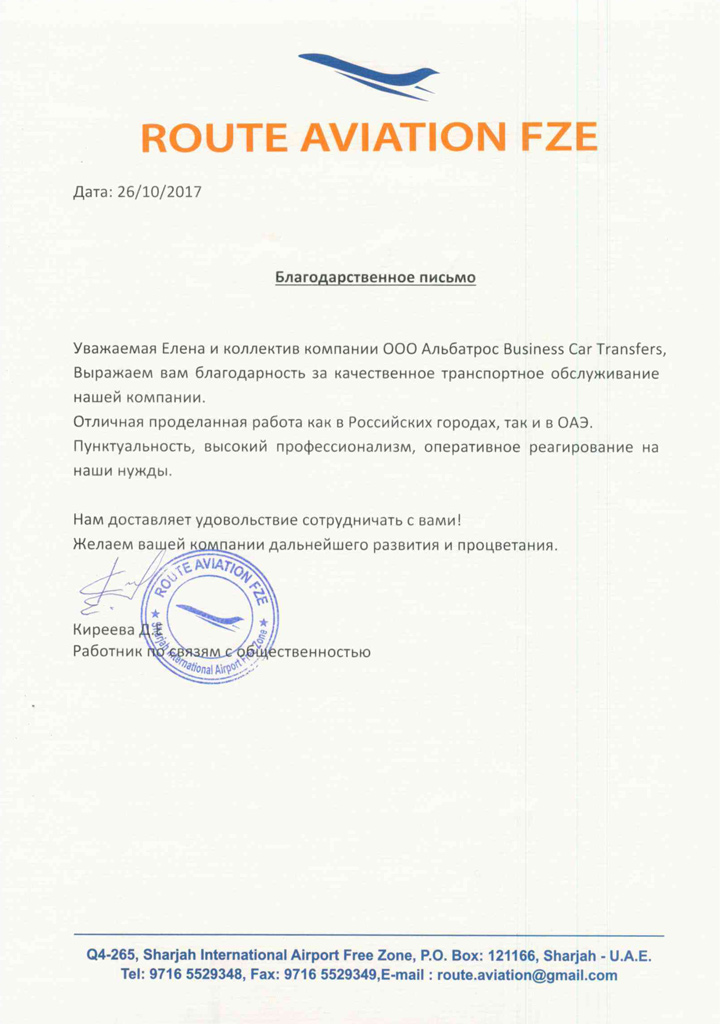 ROUTE AVIATION FZE
Дата: 26/10/2017
Благодарственное письмо
Уважаемая Елена и коллектив компании ООО Альбатрос Business Car Transfers,
Выражаем вам благодарность за качественное транспортное обслуживание
нашей компании.
Отличная проделанная работа как в Российских городах, так и в ОАЭ.
Пунктуальность, высокий профессионализм, оперативное реагирование на
наши нужды.
Нам доставляет удовольствие сотрудничать с вами!
Желаем вашей компании дальнейшего развития и процветания.
ROUTE AVIATION FZE
Sharjah International Airport Free Zone
Киреева Д.
Работник по связям с общественностью
Q4-265, Sharjah International Airport Free Zone, P.O. Box: 121166, Sharjah - U.A.E.
Tel: 9716 5529348, Fax: 9716 5529349,E-mail : route.aviation@gmail.com